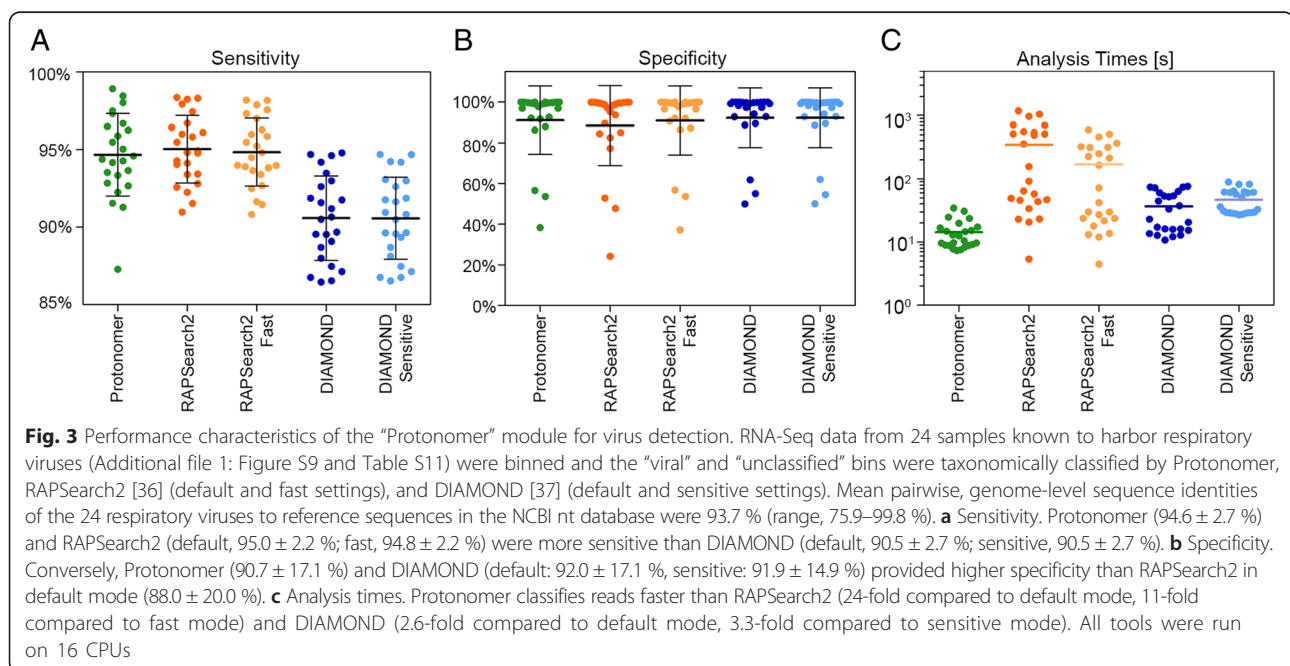 A
Sensitivity
100%
95%
90%
85%
Protonomer
RAPSearch2
RAPSearch2
Fast
DIAMOND
DIAMOND
Sensitive
B
Specificity
100%
80%
60%
40%
20%
0%
Protonomer
RAPSearch2
RAPSearch2
Fast
DIAMOND
DIAMOND
Sensitive
C
Analysis Times [s]
10³
10²
10¹
10⁰
Protonomer
RAPSearch2
RAPSearch2
Fast
DIAMOND
DIAMOND
Sensitive
Fig. 3 Performance characteristics of the “Protonomer” module for virus detection. RNA-Seq data from 24 samples known to harbor respiratory
viruses (Additional file 1: Figure S9 and Table S11) were binned and the “viral” and “unclassified” bins were taxonomically classified by Protonomer,
RAPSearch2 [36] (default and fast settings), and DIAMOND [37] (default and sensitive settings). Mean pairwise, genome-level sequence identities
of the 24 respiratory viruses to reference sequences in the NCBI nt database were 93.7 % (range, 75.9–99.8 %). a Sensitivity. Protonomer (94.6 ± 2.7 %)
and RAPSearch2 (default, 95.0 ± 2.2 %; fast, 94.8 ± 2.2 %) were more sensitive than DIAMOND (default, 90.5 ± 2.7 %; sensitive, 90.5 ± 2.7 %). b Specificity.
Conversely, Protonomer (90.7 ± 17.1 %) and DIAMOND (default: 92.0 ± 17.1 %, sensitive: 91.9 ± 14.9 %) provided higher specificity than RAPSearch2 in
default mode (88.0 ± 20.0 %). c Analysis times. Protonomer classifies reads faster than RAPSearch2 (24-fold compared to default mode, 11-fold
compared to fast mode) and DIAMOND (2.6-fold compared to default mode, 3.3-fold compared to sensitive mode). All tools were run
on 16 CPUs